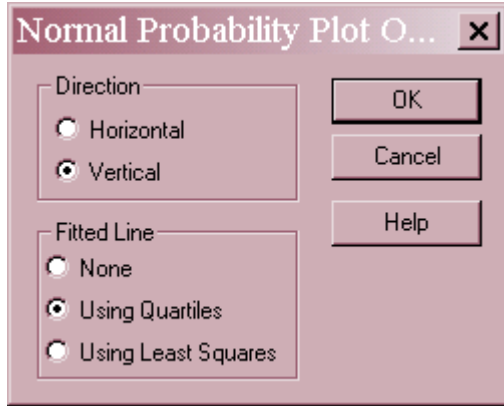 Normal Probability Plot O...
Direction
Horizontal
Vertical
Fitted Line
None
Using Quartiles
Using Least Squares
OK
Cancel
Help